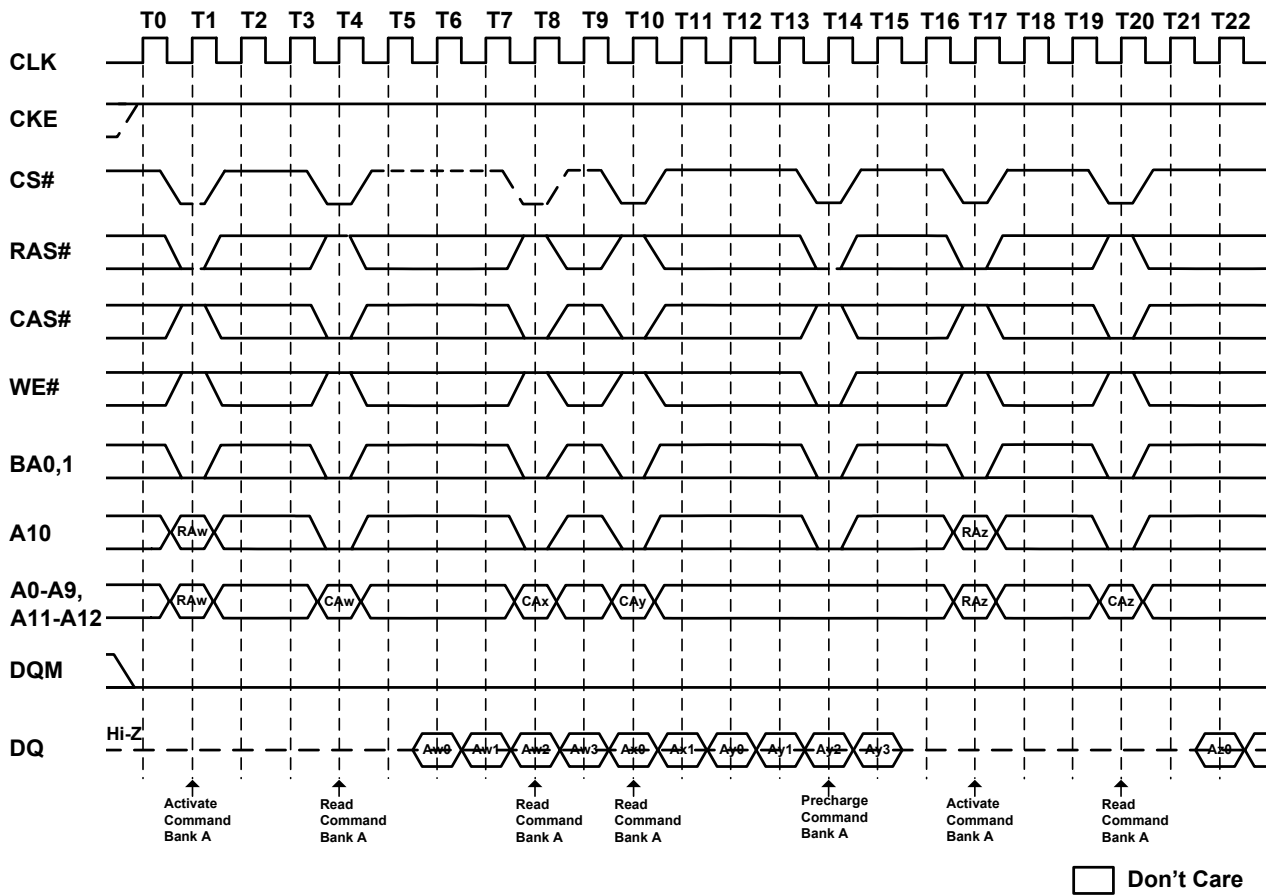 T0 T1 T2 T3 T4 T5 T6 T7 T8 T9 T10 T11 T12 T13 T14 T15 T16 T17 T18 T19 T20 T21 T22
CLK
CKE
CS#
RAS#
CAS#
WE#
BA0,1
A10 RAw RAz
A0-A9,
A11-A12
RAw CAw CAx CAy RAz CAz
DQM
DQ Hi-Z Aw0 Aw1 Aw2 Aw3 Ax0 Ax1 Ay0 Ay1 Ay2 Ay3 Az0
Activate
Command
Bank A
Read
Command
Bank A
Read
Command
Bank A
Read
Command
Bank A
Precharge
Command
Bank A
Activate
Command
Bank A
Read
Command
Bank A
Don't Care